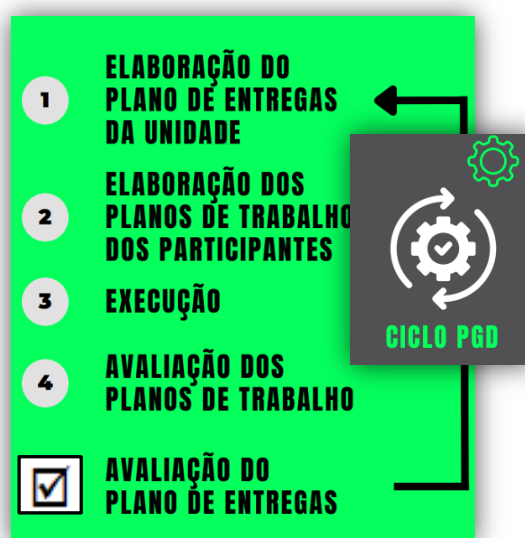 1
ELABORAÇÃO DO
PLANO DE ENTREGAS
DA UNIDADE
2
ELABORAÇÃO DOS
PLANOS DE TRABALHO
DOS PARTICIPANTES
3
EXECUÇÃO
4
AVALIAÇÃO DOS
PLANOS DE TRABALHO
AVALIAÇÃO DO
PLANO DE ENTREGAS
CICLO PGD